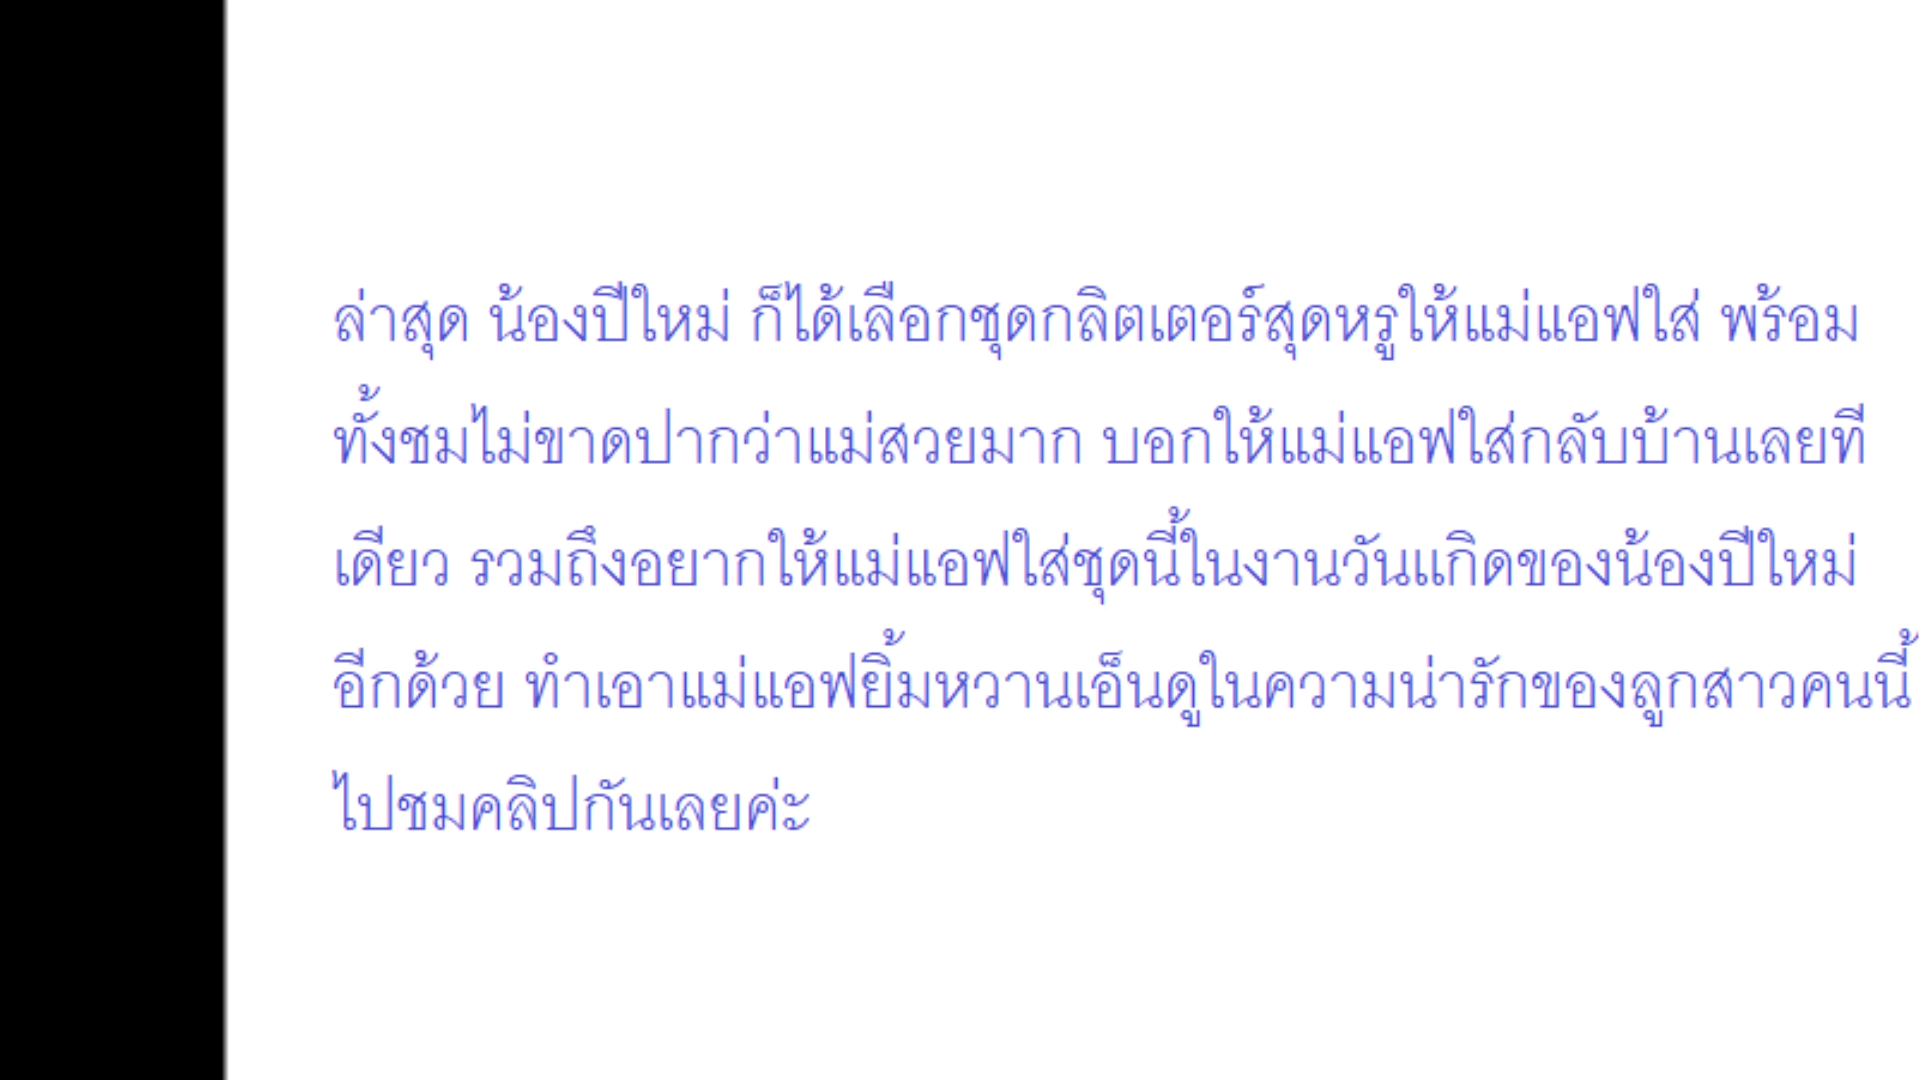 ล่าสุด น้องปีใหม่ ก็ได้เลือกชุดกลิตเตอร์สุดหรูให้แม่แอฟใส่ พร้อม
ทั้งชมไม่ขาดปากว่าแม่สวยมาก บอกให้แม่แอฟใส่กลับบ้านเลยที
เดียว รวมถึงอยากให้แม่แอฟใส่ชุดนี้ในงานวันแกิดของน้องปีใหม่
อีกด้วย ทำเอาแม่แอฟยิ้มหวานเอ็นดูในความน่ารักของลูกสาวคนนี้
ไปชมคลิปกันเลยค่ะ